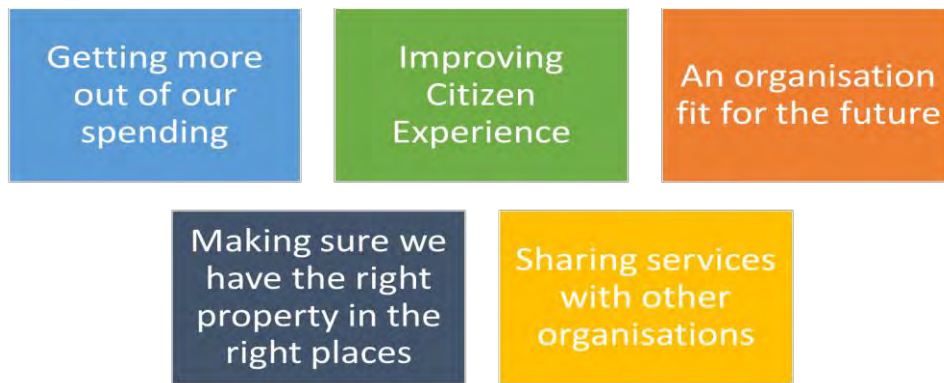 Getting more
out of our
spending
Improving
Citizen
Experience
An organisation
fit for the future
Making sure we
have the right
property in the
right places
Sharing services
with other
organisations